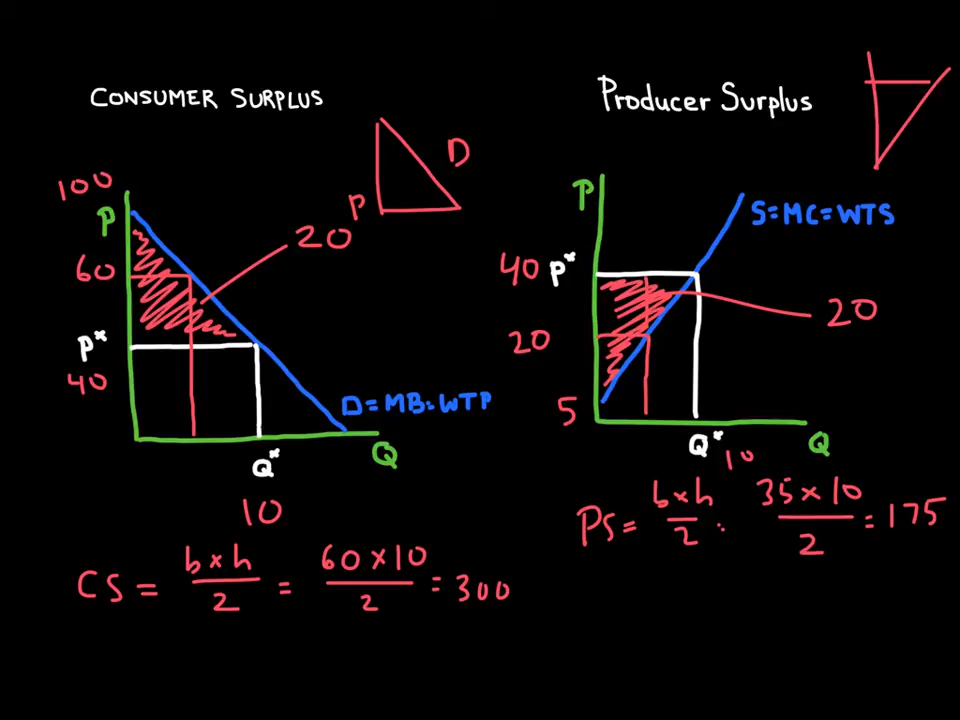 CONSUMER SURPLUS
100
P
60
P*
40
20
P
D
D=MB=WTP
Q*
Q
10
CS = b×h/2 = 60×10/2 = 300
Producer Surplus
P
S=MC=WTS
40 P*
20
20
5
Q*
10
Q
PS = b×h/2 = 35×10/2 = 175